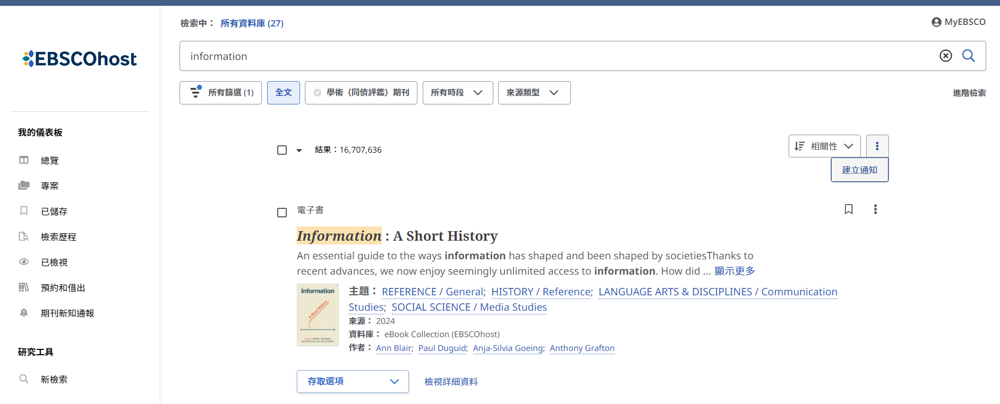 檢索中： 所有資料庫 (27)
MyEBSCO
EBSCOhost
information
所有篩選 (1)
全文
學術（同儕評鑑）期刊
所有時段
來源類型
進階檢索
我的儀表板
總覽
專案
已儲存
檢索歷程
已檢視
預約和借出
期刊新知通報
研究工具
新檢索
結果：16,707,636
相關性
建立通知
電子書
Information : A Short History
An essential guide to the ways information has shaped and been shaped by societiesThanks to
recent advances, we now enjoy seemingly unlimited access to information. How did ... 顯示更多
Information
A Short History
主題： REFERENCE / General; HISTORY / Reference; LANGUAGE ARTS & DISCIPLINES / Communication
Studies; SOCIAL SCIENCE / Media Studies
來源： 2024
資料庫： eBook Collection (EBSCOhost)
作者： Ann Blair; Paul Duguid; Anja-Silvia Goeing; Anthony Grafton
存取選項
檢視詳細資料